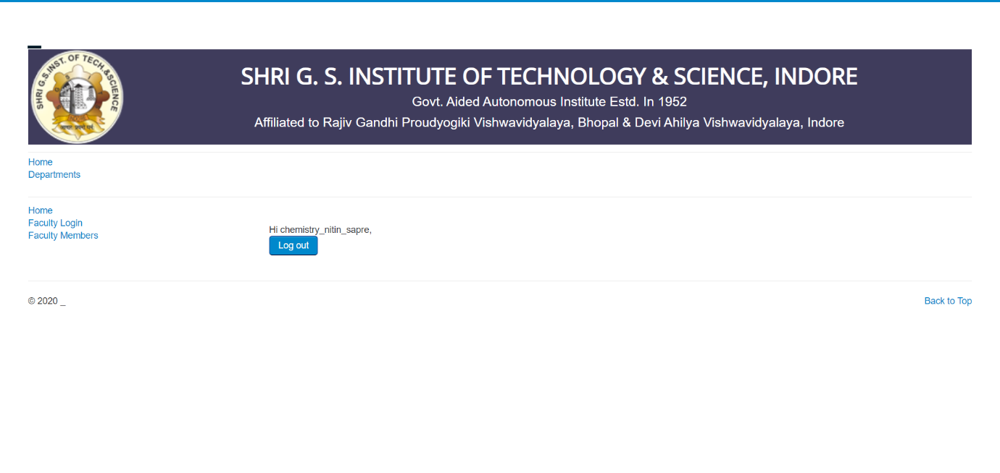 SHRI G.S.INST. OF TECH.&SCIENCE
SHRI G. S. INSTITUTE OF TECHNOLOGY & SCIENCE, INDORE
Govt. Aided Autonomous Institute Estd. In 1952
Affiliated to Rajiv Gandhi Proudyogiki Vishwavidyalaya, Bhopal & Devi Ahilya Vishwavidyalaya, Indore
Home
Departments
Home
Faculty Login
Faculty Members
Hi chemistry_nitin_sapre,
Log out
© 2020 _
Back to Top